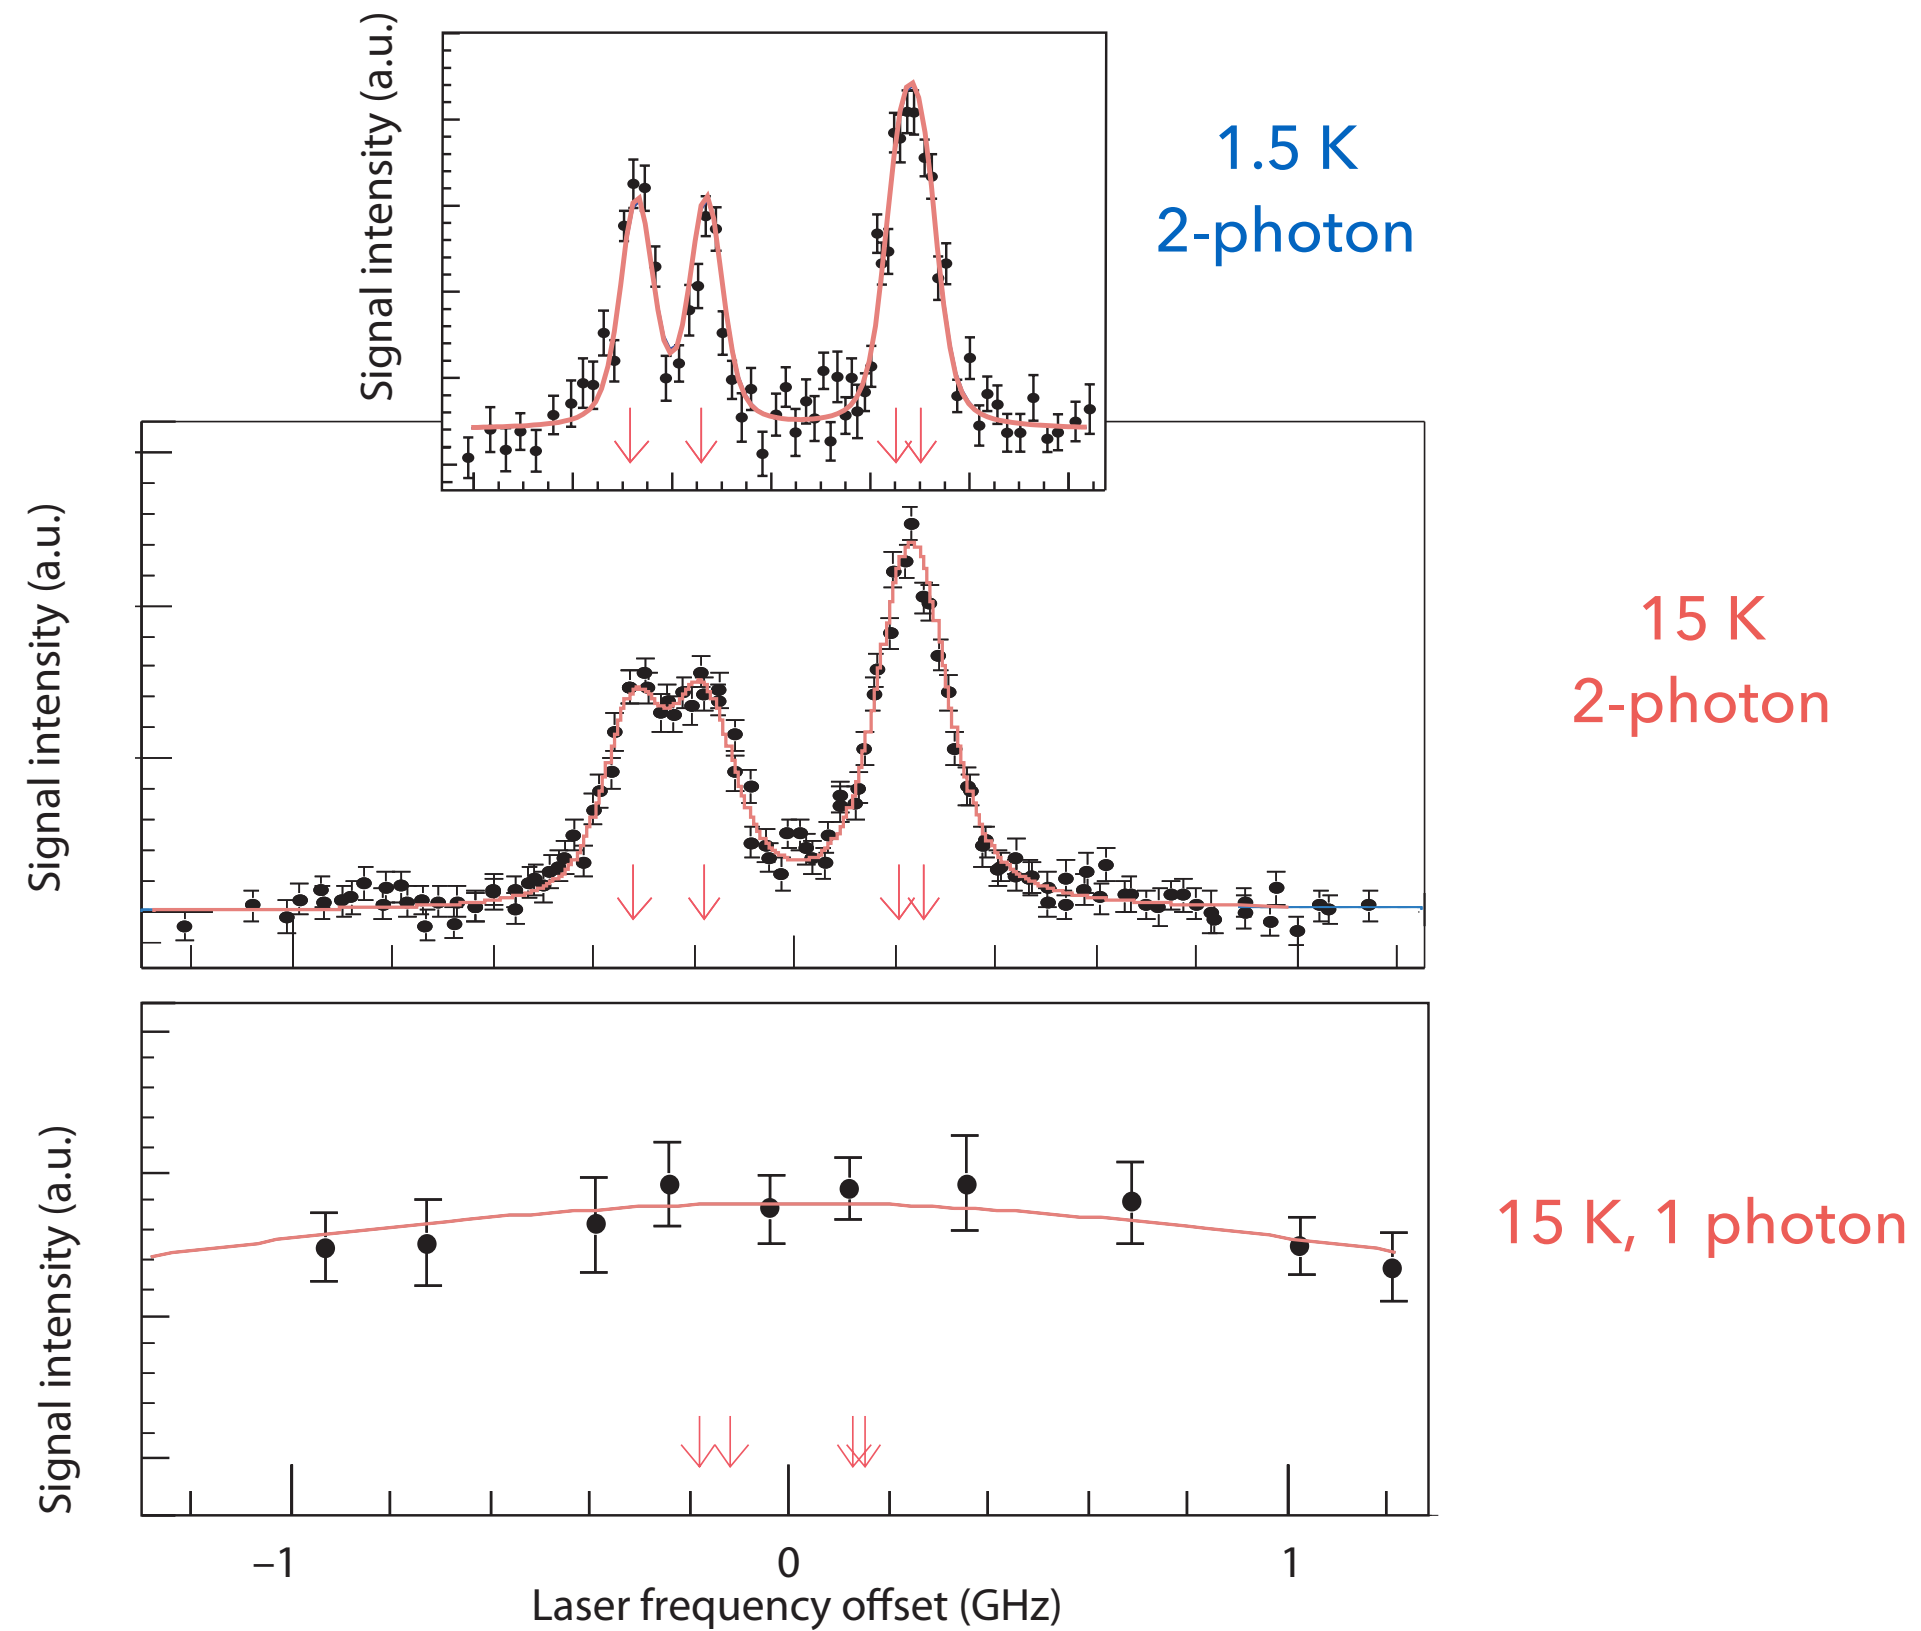 Signal intensity (a.u.)
1.5 K
2-photon
Signal intensity (a.u.)
15 K
2-photon
Signal intensity (a.u.)
15 K, 1 photon
−1
0
1
Laser frequency offset (GHz)